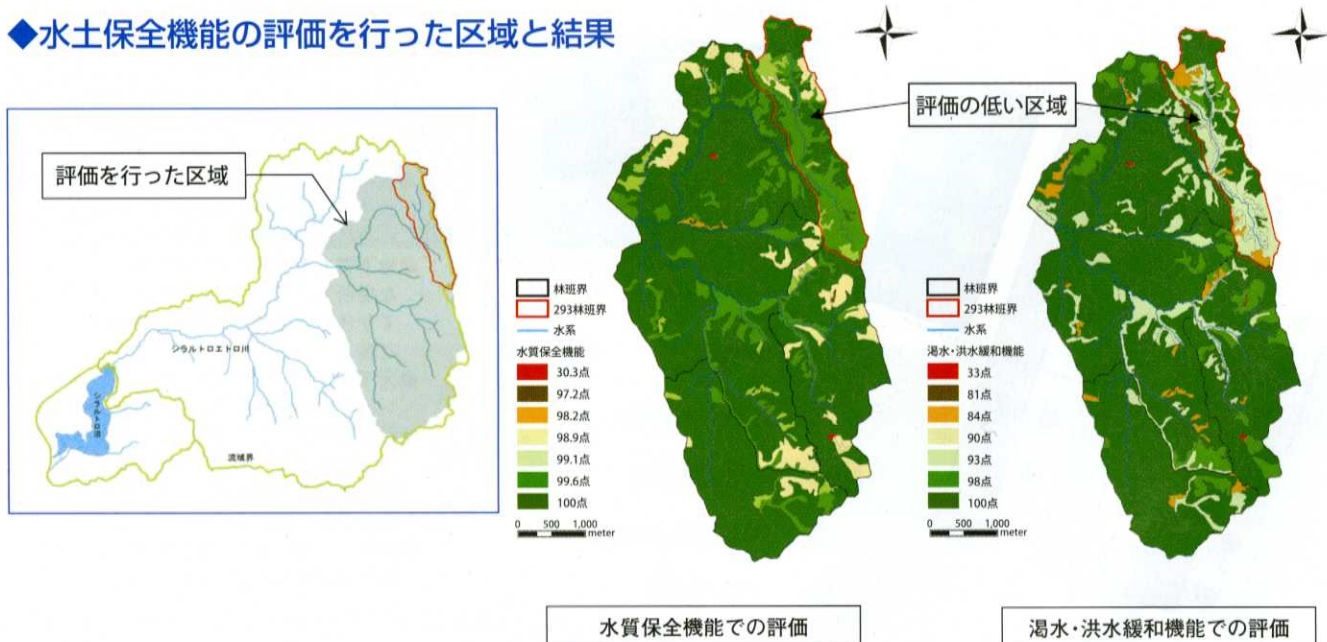 ◆水土保全機能の評価を行った区域と結果
評価を行った区域
シラルトロエトロ川
シラルトロ沼
流域界
評価の低い区域
林班界
293林班界
水系
水質保全機能
30.3点
97.2点
98.2点
98.9点
99.1点
99.6点
100点
0 500 1,000
meter
水質保全機能での評価
林班界
293林班界
水系
渇水・洪水緩和機能
33点
81点
84点
90点
93点
98点
100点
0 500 1,000
meter
渇水・洪水緩和機能での評価